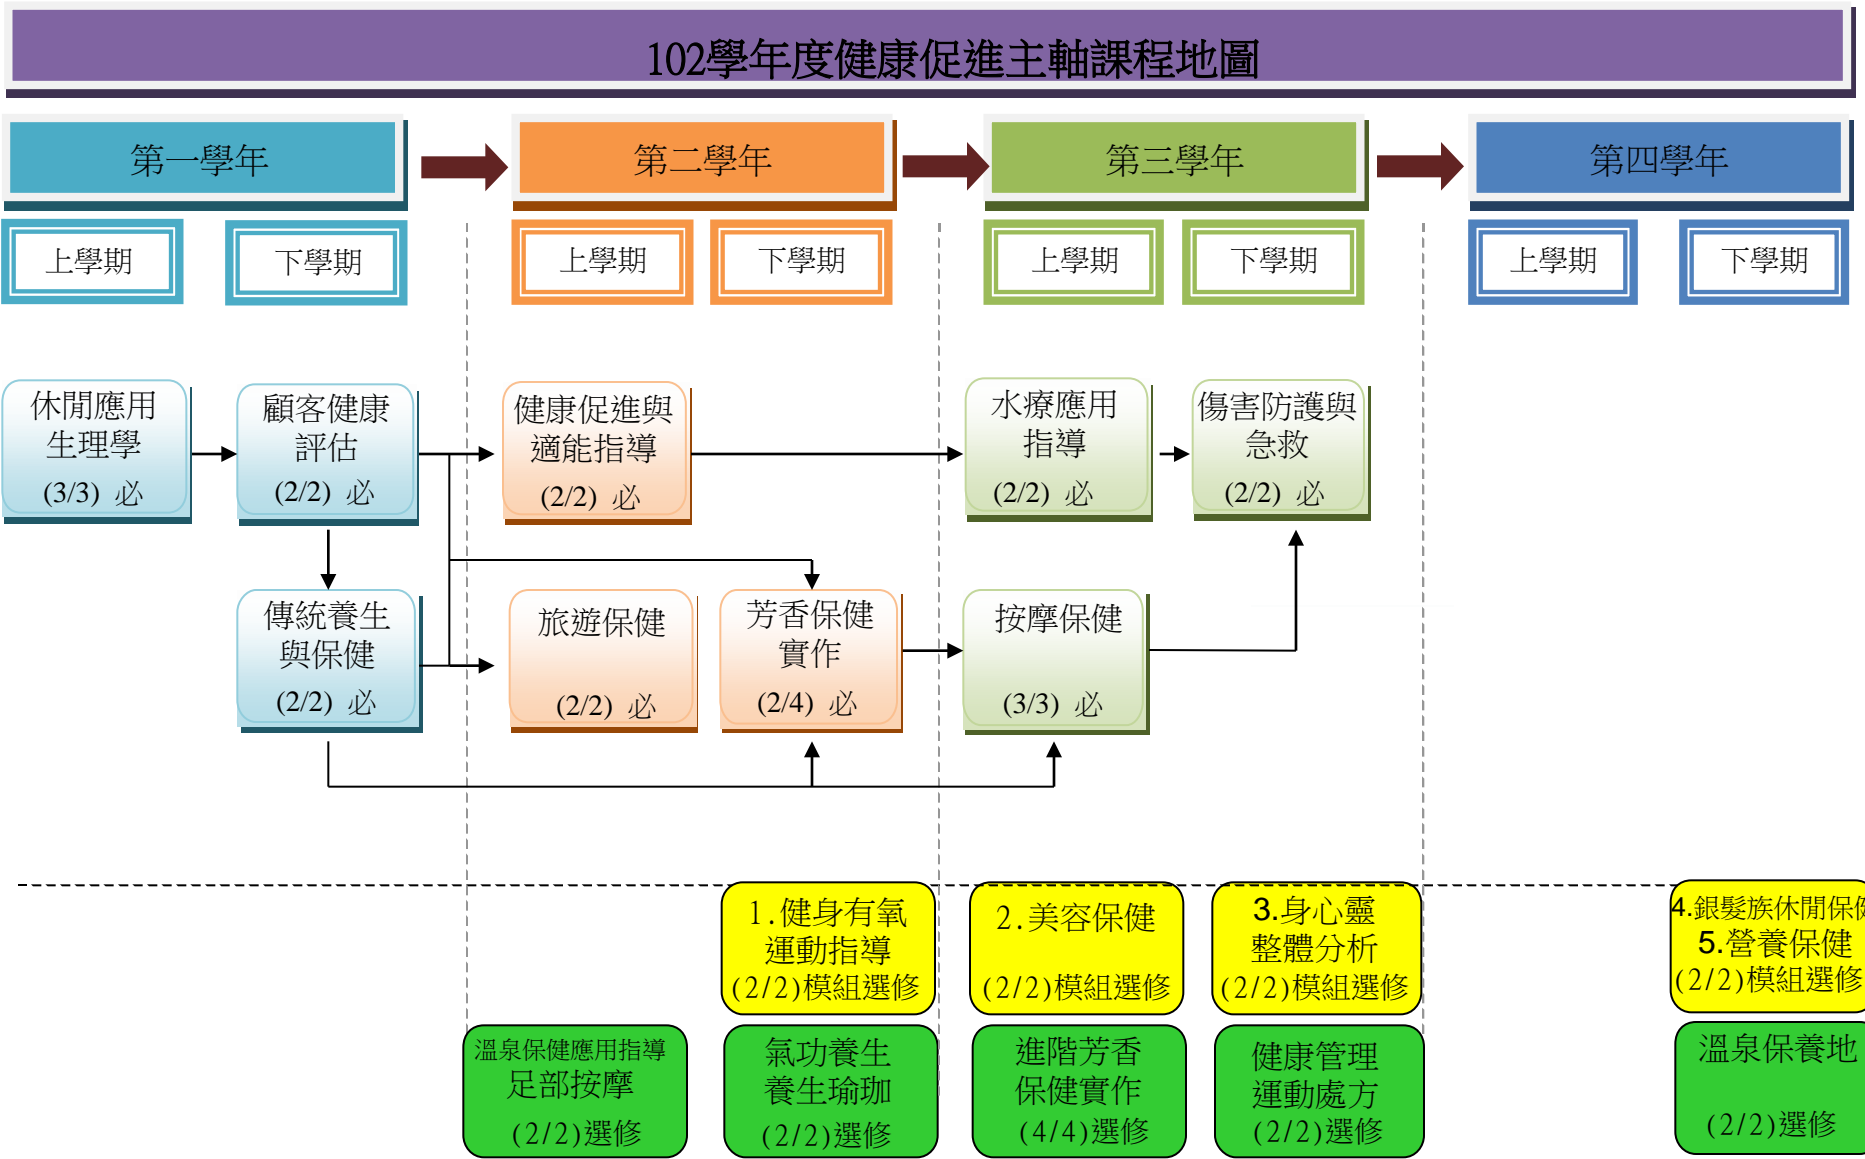 102學年度健康促進主軸課程地圖
第一學年
第二學年
第三學年
第四學年
上學期
下學期
上學期
下學期
上學期
下學期
上學期
下學期
休閒應用
生理學
(3/3) 必
顧客健康
評估
(2/2) 必
健康促進與
適能指導
(2/2) 必
水療應用
指導
(2/2) 必
傷害防護與
急救
(2/2) 必
傳統養生
與保健
(2/2) 必
旅遊保健
(2/2) 必
芳香保健
實作
(2/4) 必
按摩保健
(3/3) 必
1.健身有氧
運動指導
(2/2)模組選修
2.美容保健
(2/2)模組選修
3.身心靈
整體分析
(2/2)模組選修
4.銀髮族休閒保健
5.營養保健
(2/2)模組選修
溫泉保健應用指導
足部按摩
(2/2)選修
氣功養生
養生瑜珈
(2/2)選修
進階芳香
保健實作
(4/4)選修
健康管理
運動處方
(2/2)選修
溫泉保養地
(2/2)選修